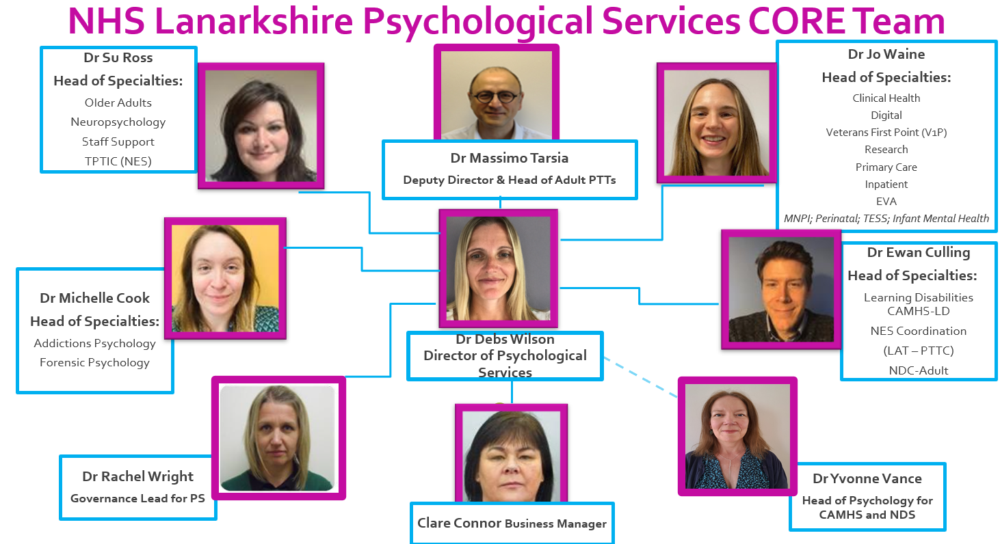 NHS Lanarkshire Psychological Services CORE Team
Dr Su Ross
Head of Specialties:
Older Adults
Neuropsychology
Staff Support
TPTIC (NES)
Dr Massimo Tarsia
Deputy Director & Head of Adult PTTs
Dr Jo Waine
Head of Specialties:
Clinical Health
Digital
Veterans First Point (V1P)
Research
Primary Care
Inpatient
EVA
MNPI; Perinatal; TESS; Infant Mental Health
Dr Michelle Cook
Head of Specialties:
Addictions Psychology
Forensic Psychology
Dr Debs Wilson
Director of Psychological
Services
Dr Ewan Culling
Head of Specialties:
Learning Disabilities
CAMHS-LD
NES Coordination
(LAT – PTTC)
NDC-Adult
Dr Rachel Wright
Governance Lead for PS
Clare Connor Business Manager
Dr Yvonne Vance
Head of Psychology for
CAMHS and NDS